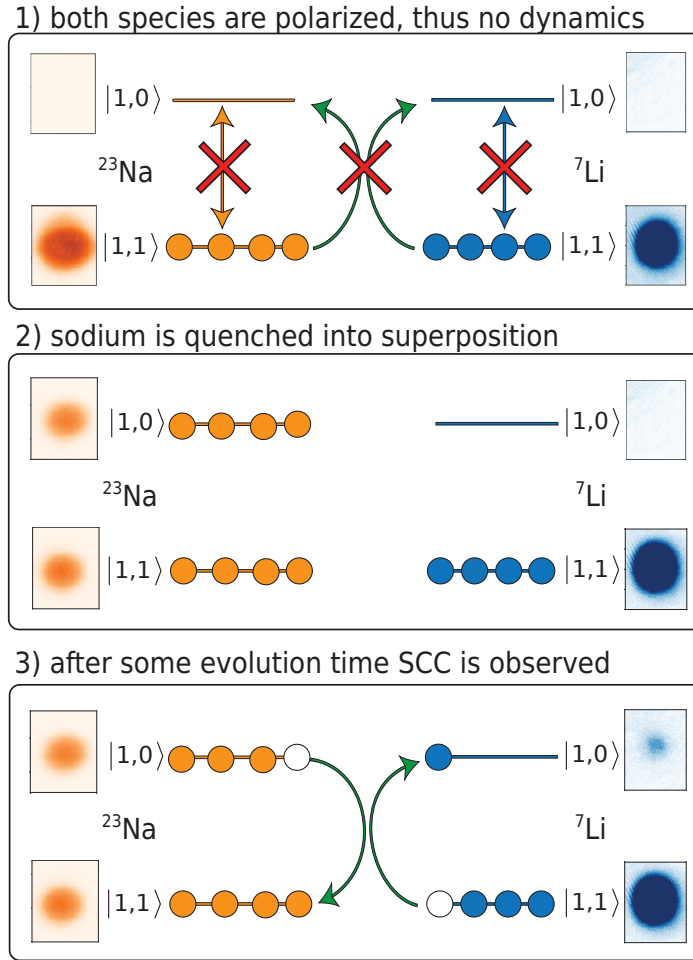 1) both species are polarized, thus no dynamics
|1,0⟩ |1,0⟩
²³Na ⁷Li
|1,1⟩ |1,1⟩
2) sodium is quenched into superposition
|1,0⟩ |1,0⟩
²³Na ⁷Li
|1,1⟩ |1,1⟩
3) after some evolution time SCC is observed
|1,0⟩ |1,0⟩
²³Na ⁷Li
|1,1⟩ |1,1⟩